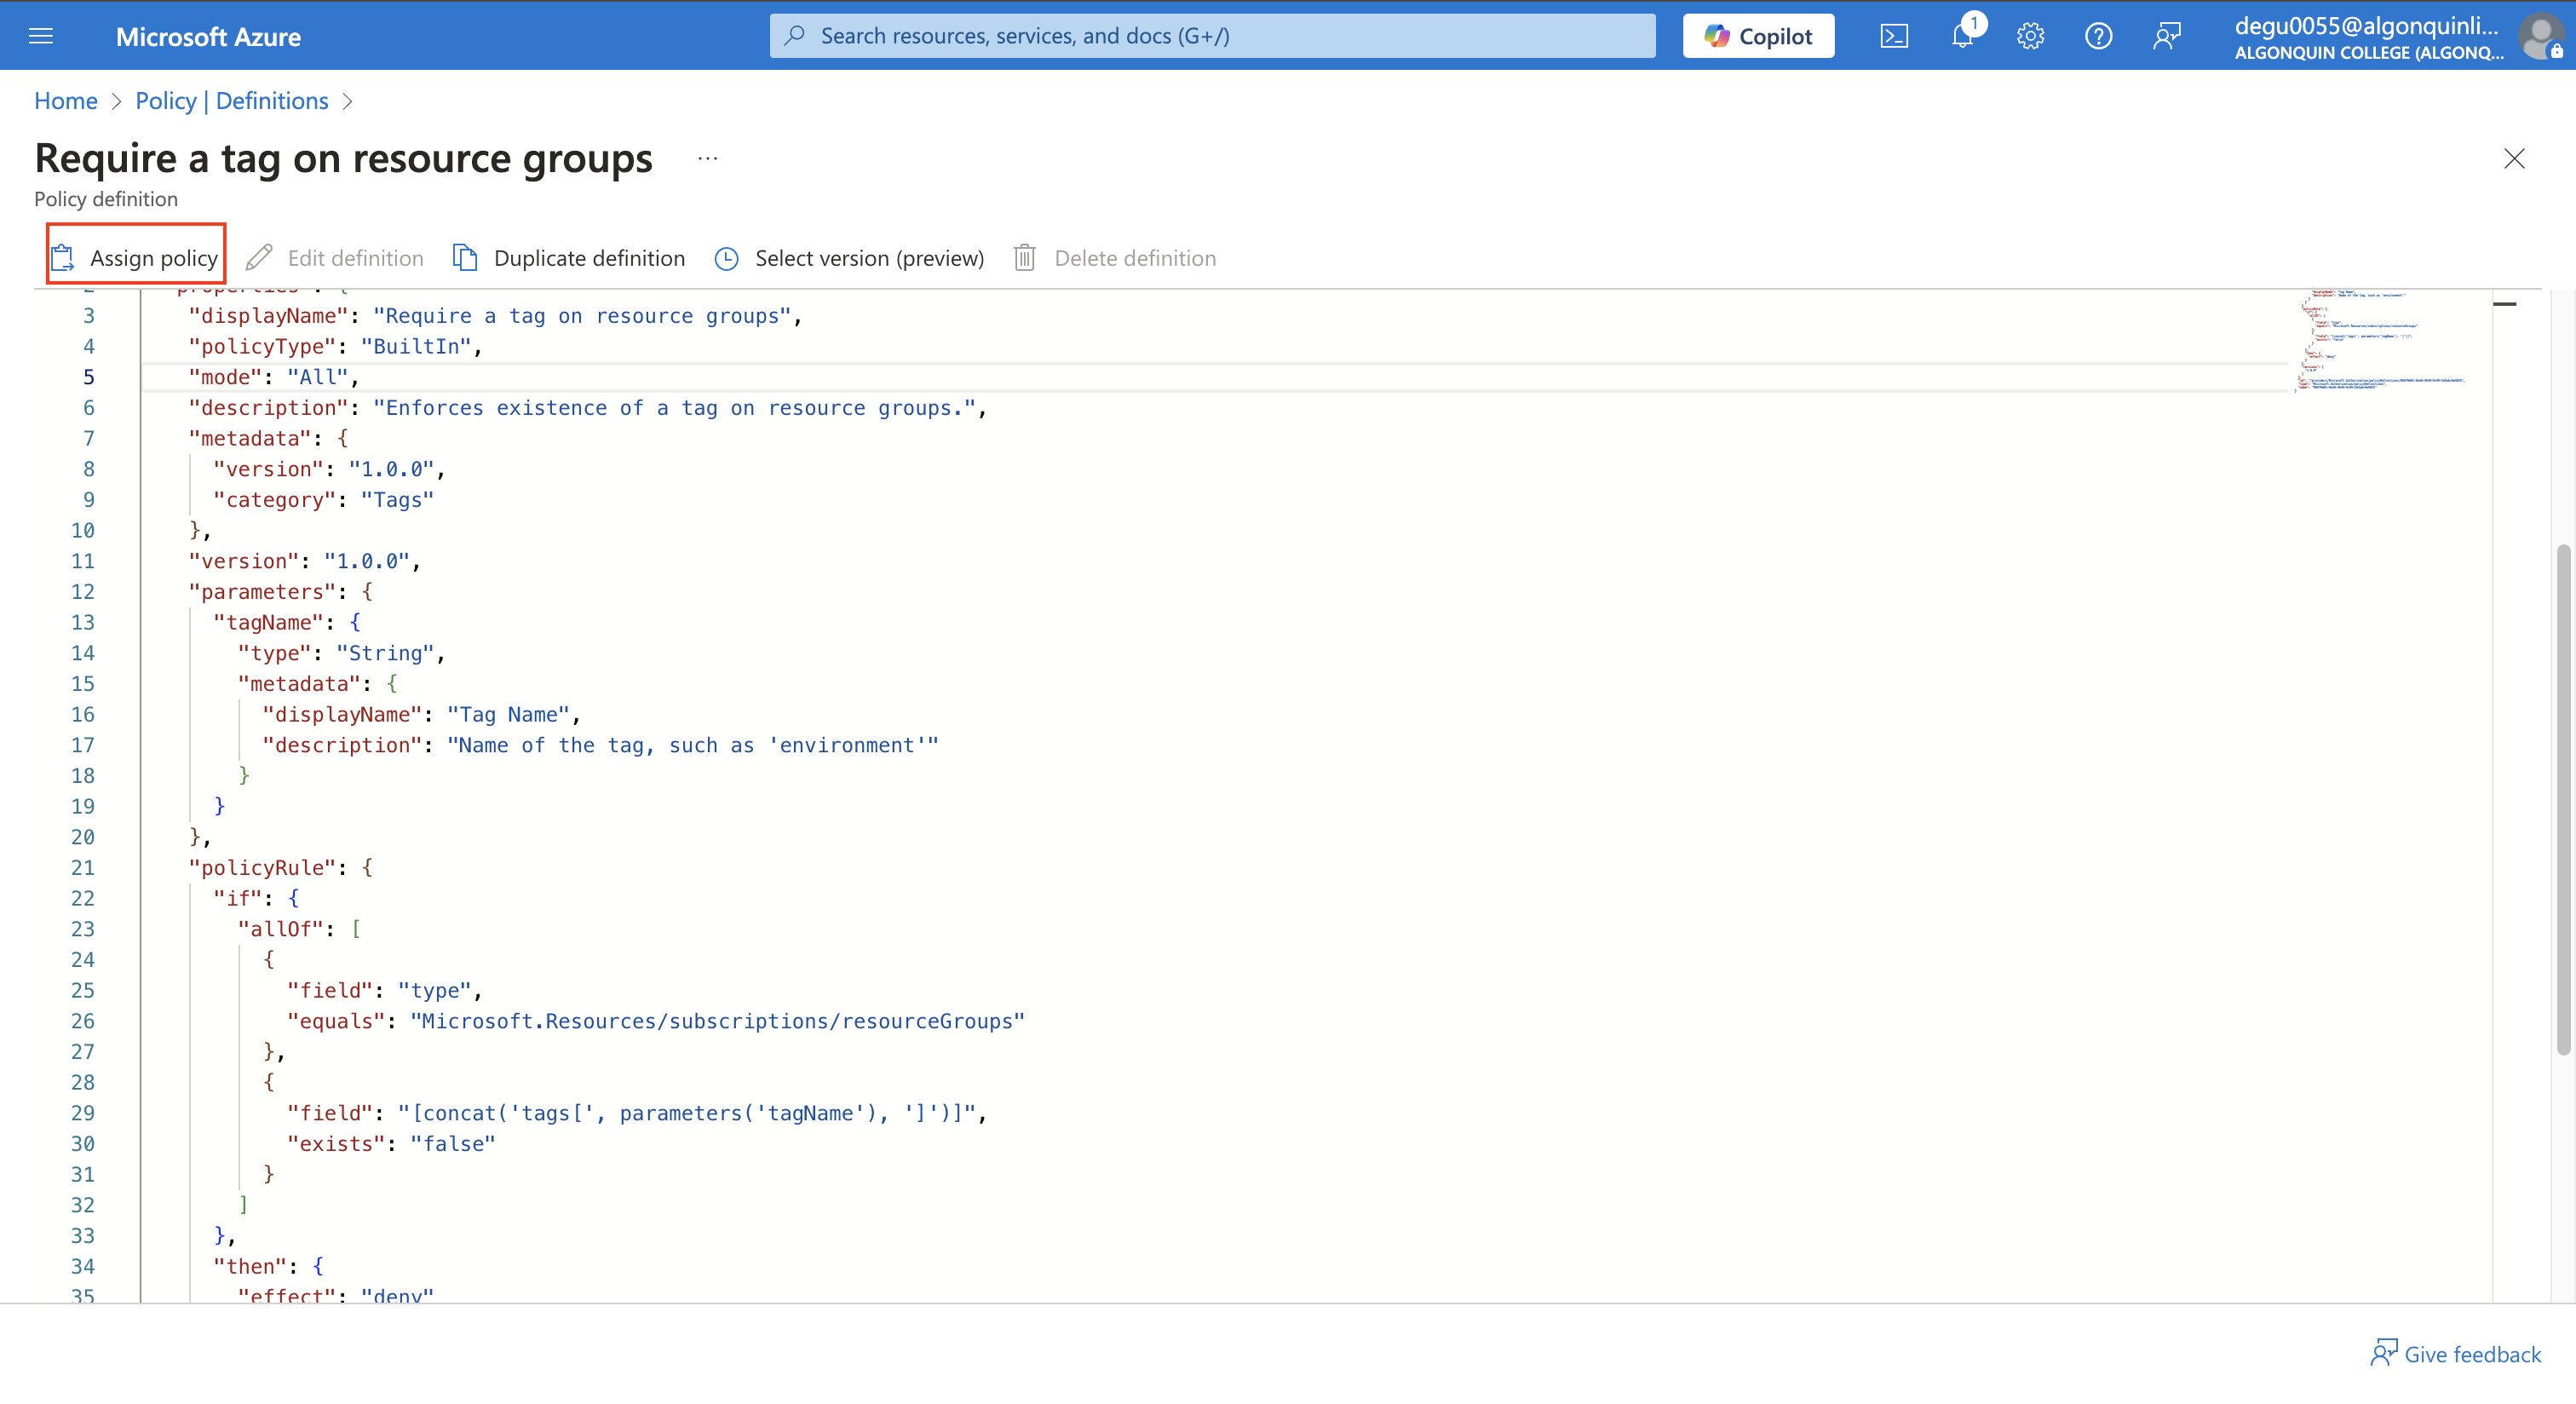 Microsoft Azure
Search resources, services, and docs (G+/)
Copilot
1
degu0055@algonquinli...
ALGONQUIN COLLEGE (ALGONQ...
Home > Policy | Definitions >
Require a tag on resource groups ...
Policy definition
Assign policy Edit definition Duplicate definition Select version (preview) Delete definition
2 "properties": {
3 "displayName": "Require a tag on resource groups",
4 "policyType": "BuiltIn",
5 "mode": "All",
6 "description": "Enforces existence of a tag on resource groups.",
7 "metadata": {
8 "version": "1.0.0",
9 "category": "Tags"
10 },
11 "version": "1.0.0",
12 "parameters": {
13 "tagName": {
14 "type": "String",
15 "metadata": {
16 "displayName": "Tag Name",
17 "description": "Name of the tag, such as 'environment'"
18 }
19 }
20 },
21 "policyRule": {
22 "if": {
23 "allOf": [
24 {
25 "field": "type",
26 "equals": "Microsoft.Resources/subscriptions/resourceGroups"
27 },
28 {
29 "field": "[concat('tags[', parameters('tagName'), ']')]",
30 "exists": "false"
31 }
32 ]
33 },
34 "then": {
35 "effect": "deny"
Give feedback